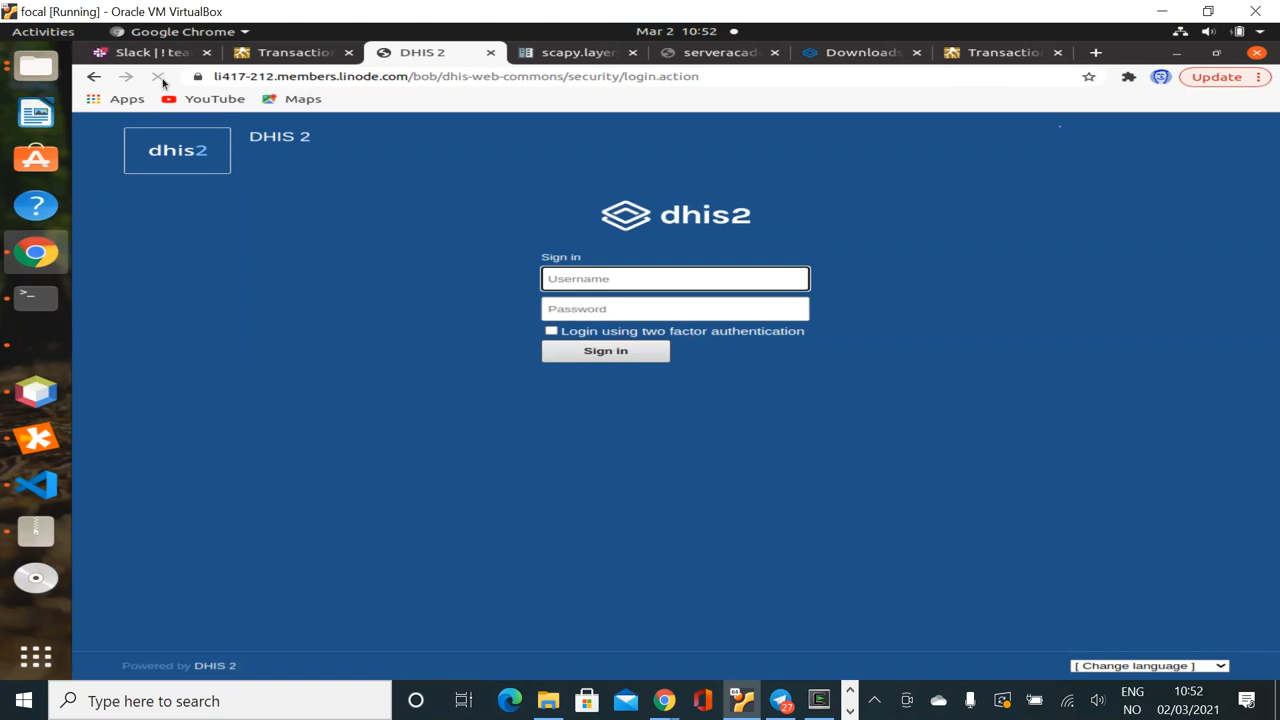 focal [Running] - Oracle VM VirtualBox
Activities Google Chrome Mar 2 10:52
Slack | ! tea Transactio DHIS 2 scapy.layer serveracad Downloads Transactio
li417-212.members.linode.com/bob/dhis-web-commons/security/login.action Update
Apps YouTube Maps
dhis2 DHIS 2
dhis2
Sign in
Username
Password
Login using two factor authentication
Sign in
Powered by DHIS 2 [ Change language ]
Type here to search 64 27 ENG 10:52
NO 02/03/2021